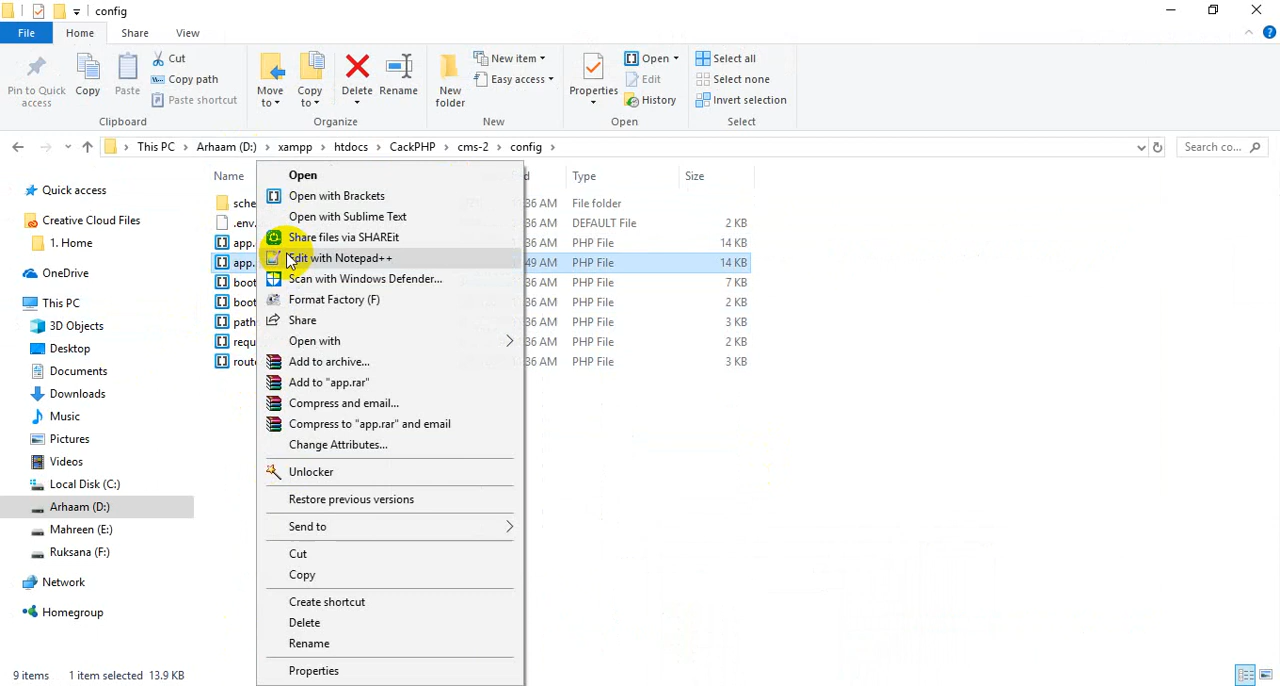 config
File Home Share View
Pin to Quick access
Copy
Paste
Cut
Copy path
Paste shortcut
Move to
Copy to
Delete
Rename
New folder
New item
Easy access
Properties
Open
Edit
History
Select all
Select none
Invert selection
Clipboard Organize New Open Select
This PC Arhaam (D:) xampp htdocs CackPHP cms-2 config
Search co...
Name Type Size
Quick access
Creative Cloud Files
1. Home
OneDrive
This PC
3D Objects
Desktop
Documents
Downloads
Music
Pictures
Videos
Local Disk (C:)
Arhaam (D:)
Mahreen (E:)
Ruksana (F:)
Network
Homegroup
File folder
.env. DEFAULT File 2 KB
app. PHP File 14 KB
app. PHP File 14 KB
boot PHP File 7 KB
boot PHP File 2 KB
path PHP File 3 KB
requ PHP File 2 KB
route PHP File 3 KB
Open
Open with Brackets
Open with Sublime Text
Share files via SHAREit
Edit with Notepad++
Scan with Windows Defender...
Format Factory (F)
Share
Open with
Add to archive...
Add to "app.rar"
Compress and email...
Compress to "app.rar" and email
Change Attributes...
Unlocker
Restore previous versions
Send to
Cut
Copy
Create shortcut
Delete
Rename
Properties
9 items 1 item selected 13.9 KB